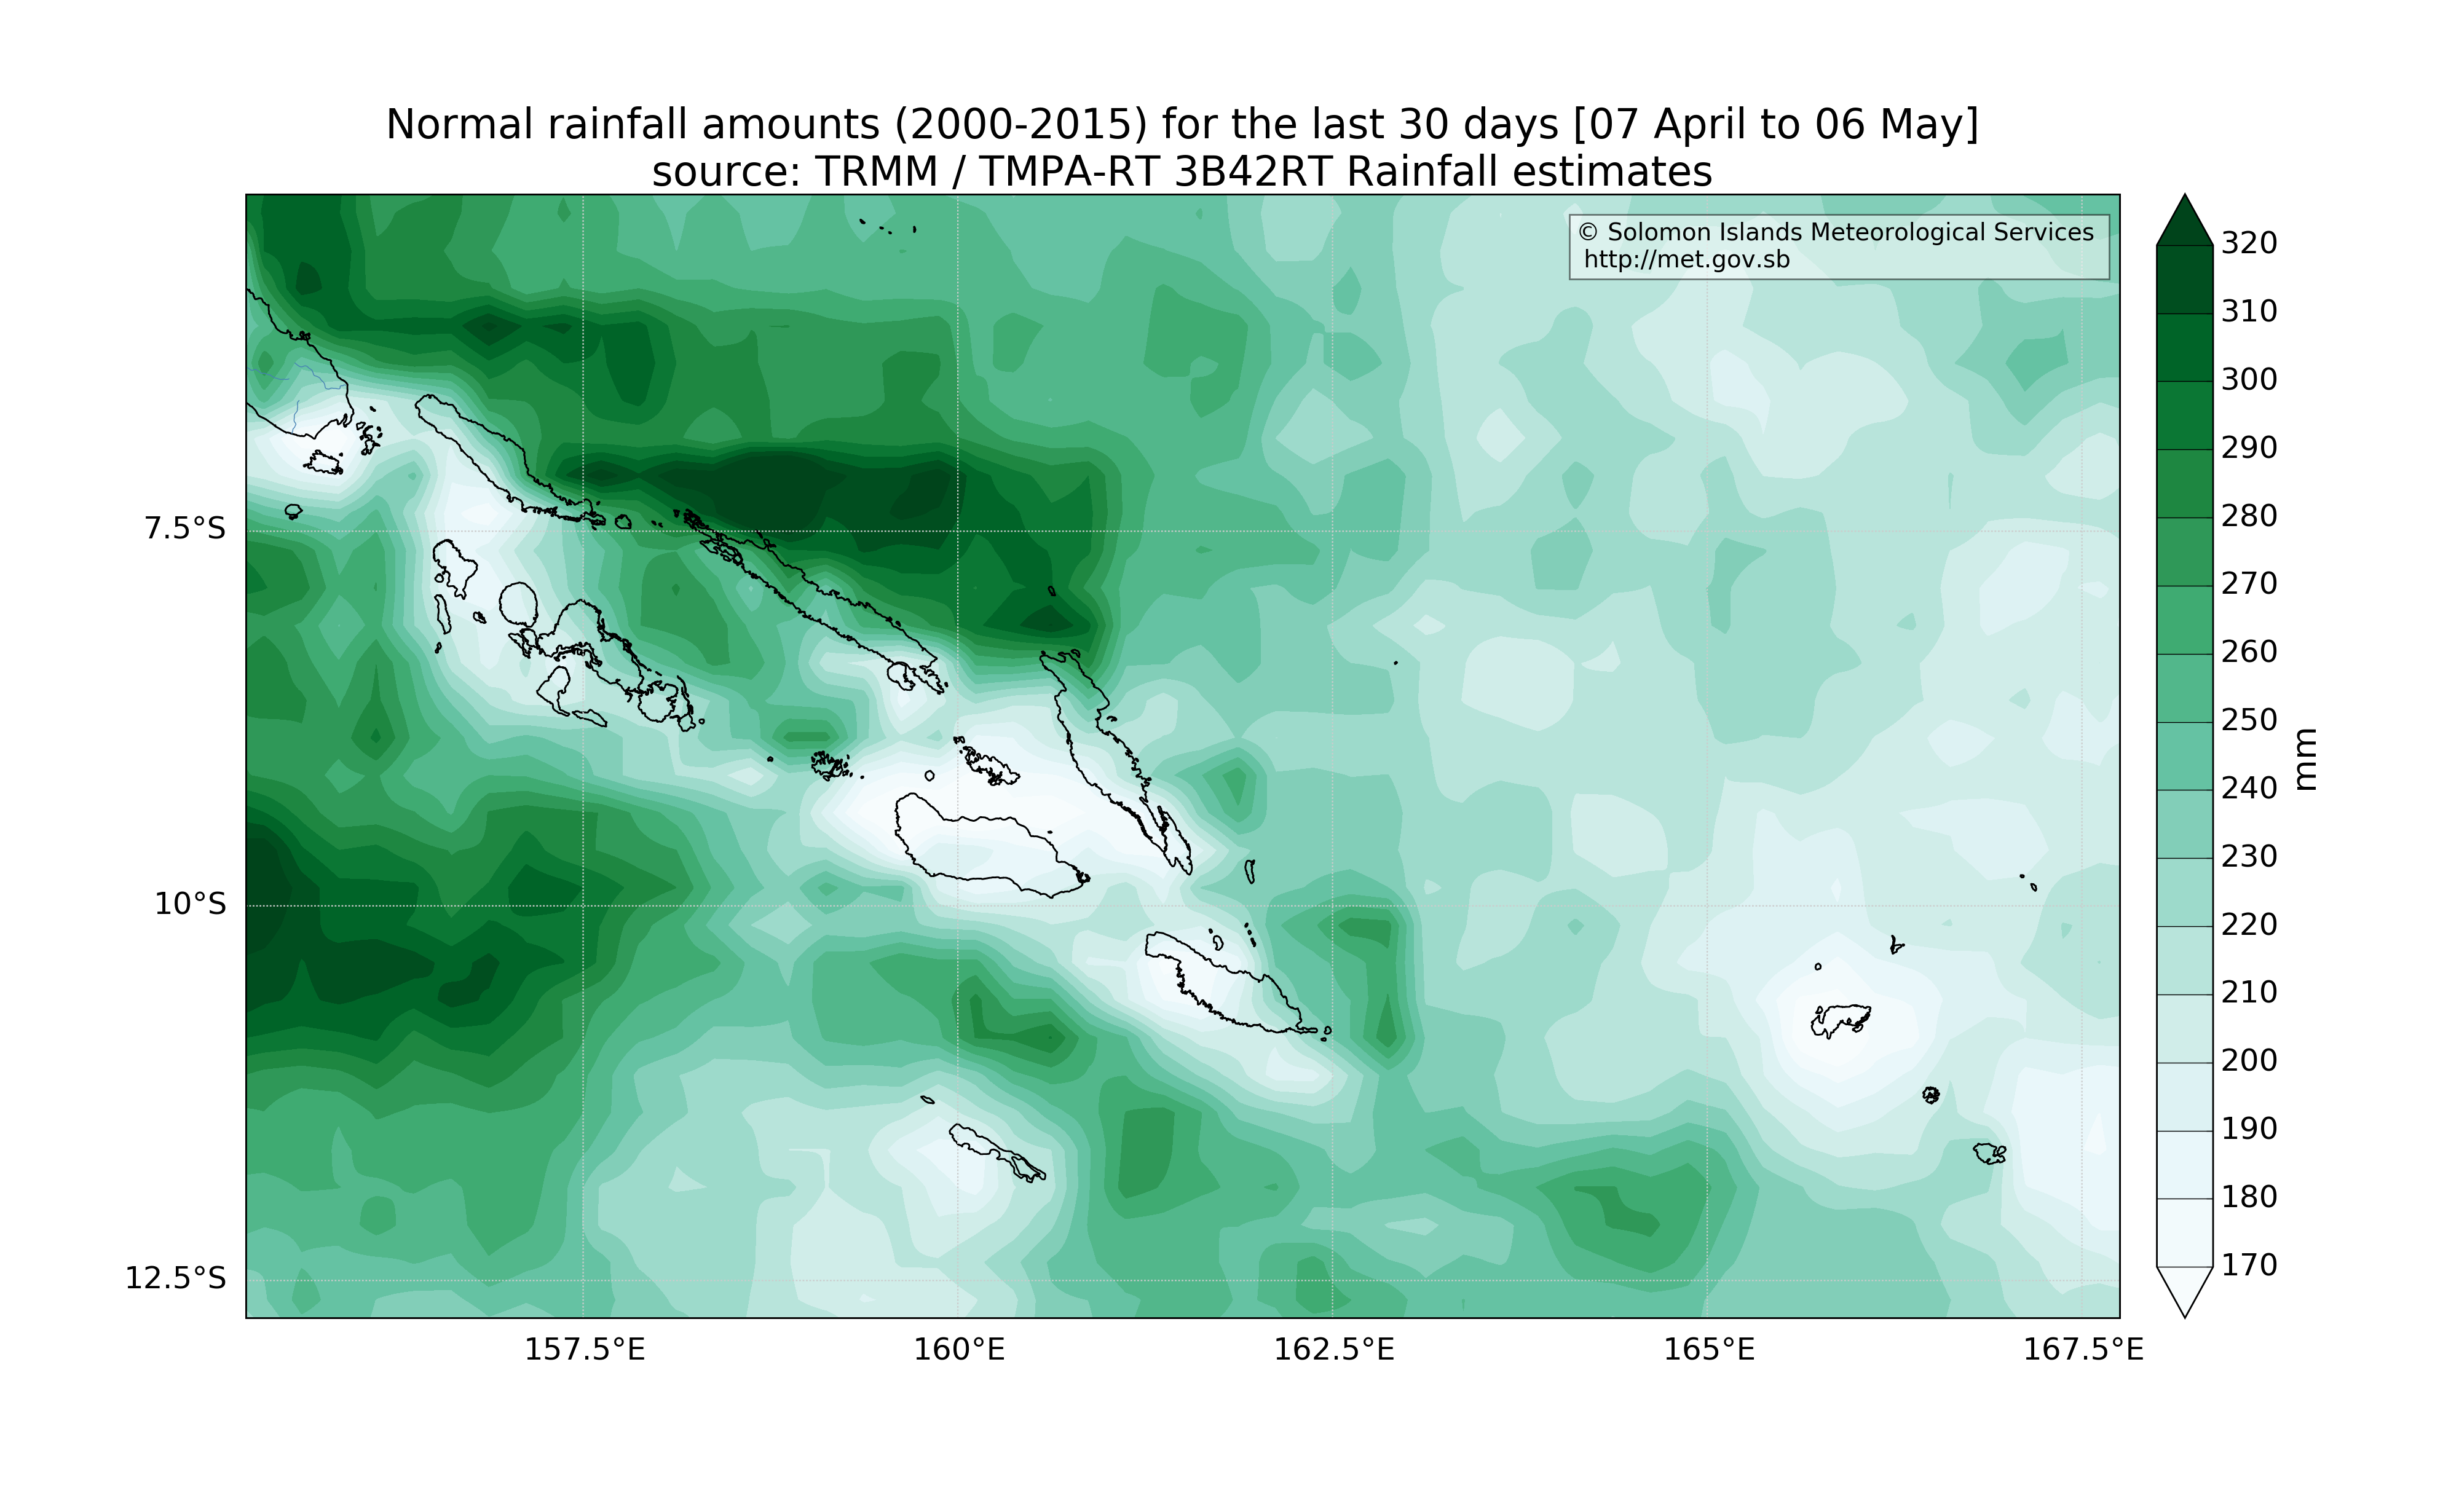 Normal rainfall amounts (2000-2015) for the last 30 days [07 April to 06 May]
source: TRMM / TMPA-RT 3B42RT Rainfall estimates
© Solomon Islands Meteorological Services
http://met.gov.sb
7.5°S
10°S
12.5°S
157.5°E
160°E
162.5°E
165°E
167.5°E
320
310
300
290
280
270
260
250
240
230
220
210
200
190
180
170
mm